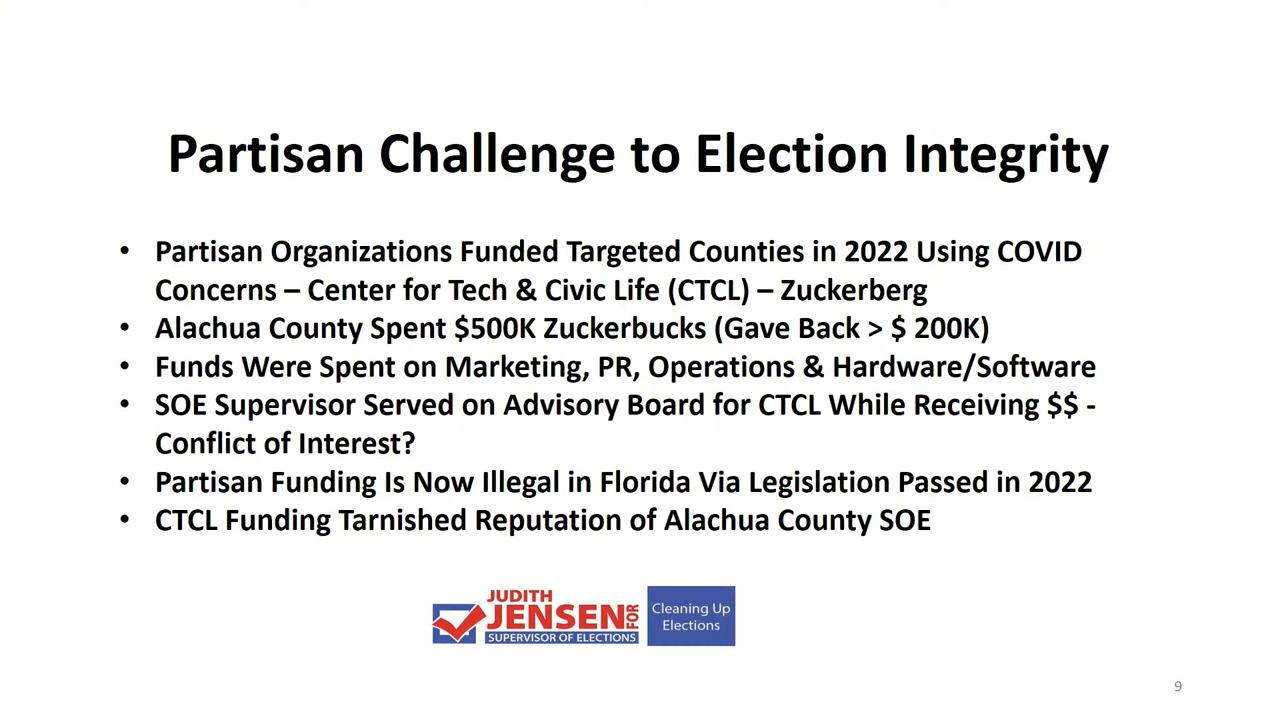 Partisan Challenge to Election Integrity
• Partisan Organizations Funded Targeted Counties in 2022 Using COVID
Concerns – Center for Tech & Civic Life (CTCL) – Zuckerberg
• Alachua County Spent $500K Zuckerbucks (Gave Back > $ 200K)
• Funds Were Spent on Marketing, PR, Operations & Hardware/Software
• SOE Supervisor Served on Advisory Board for CTCL While Receiving $$ -
Conflict of Interest?
• Partisan Funding Is Now Illegal in Florida Via Legislation Passed in 2022
• CTCL Funding Tarnished Reputation of Alachua County SOE
JUDITH
JENSEN FOR
SUPERVISOR OF ELECTIONS
Cleaning Up
Elections
9